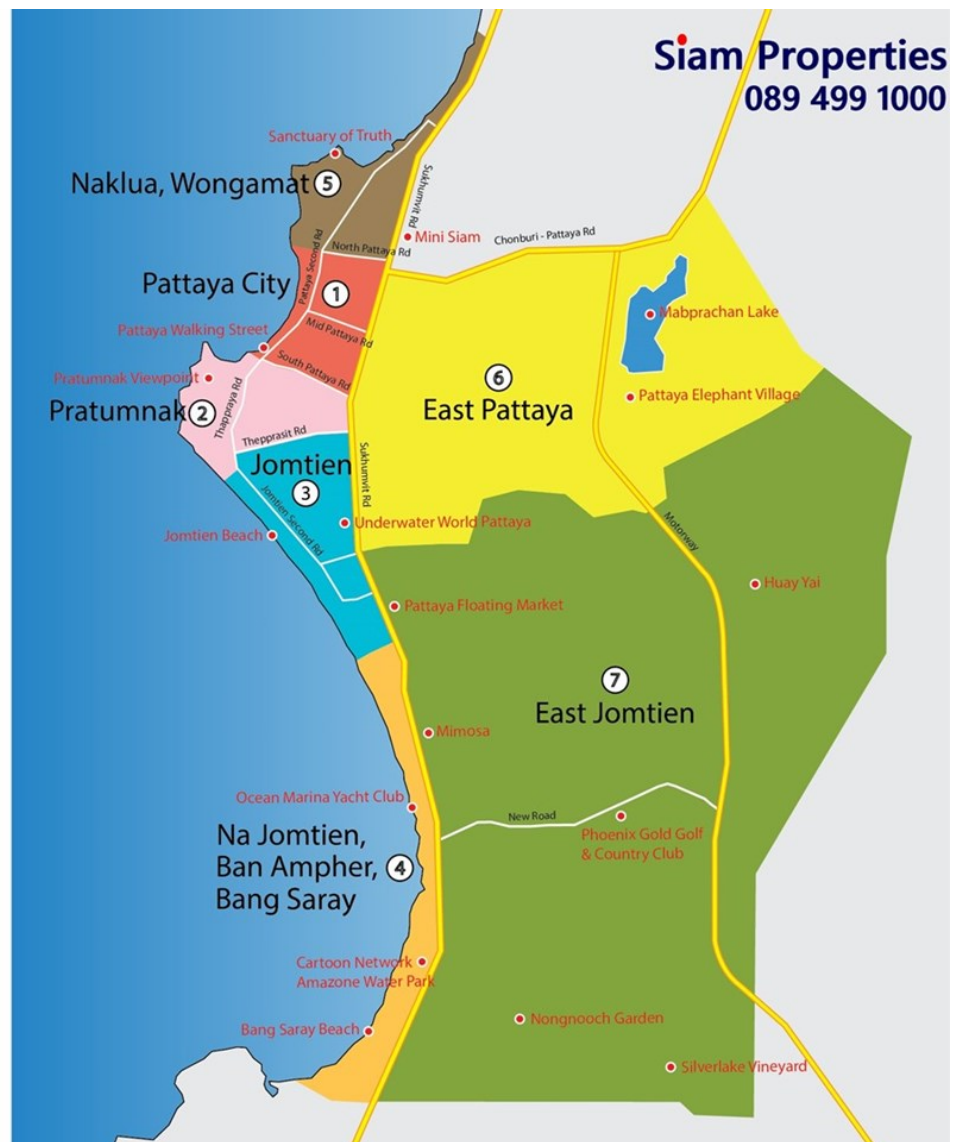 Siam Properties
089 499 1000
Sanctuary of Truth
Naklua, Wongamat
5
Sukhumvit Rd
Mini Siam
Chonburi - Pattaya Rd
North Pattaya Rd
Pattaya Second Rd
Pattaya City
1
Mabprachan Lake
Pattaya Walking Street
Mid Pattaya Rd
South Pattaya Rd
Pratumnak Viewpoint
6
East Pattaya
Pattaya Elephant Village
Pratumnak
2
Thappraya Rd
Thepprasit Rd
Jomtien
3
Sukhumvit Rd
Jomtien Second Rd
Underwater World Pattaya
Jomtien Beach
Motorway
Huay Yai
Pattaya Floating Market
7
East Jomtien
Mimosa
Ocean Marina Yacht Club
New Road
Phoenix Gold Golf
& Country Club
Na Jomtien,
Ban Ampher,
Bang Saray
4
Cartoon Network
Amazone Water Park
Bang Saray Beach
Nongnooch Garden
Silverlake Vineyard